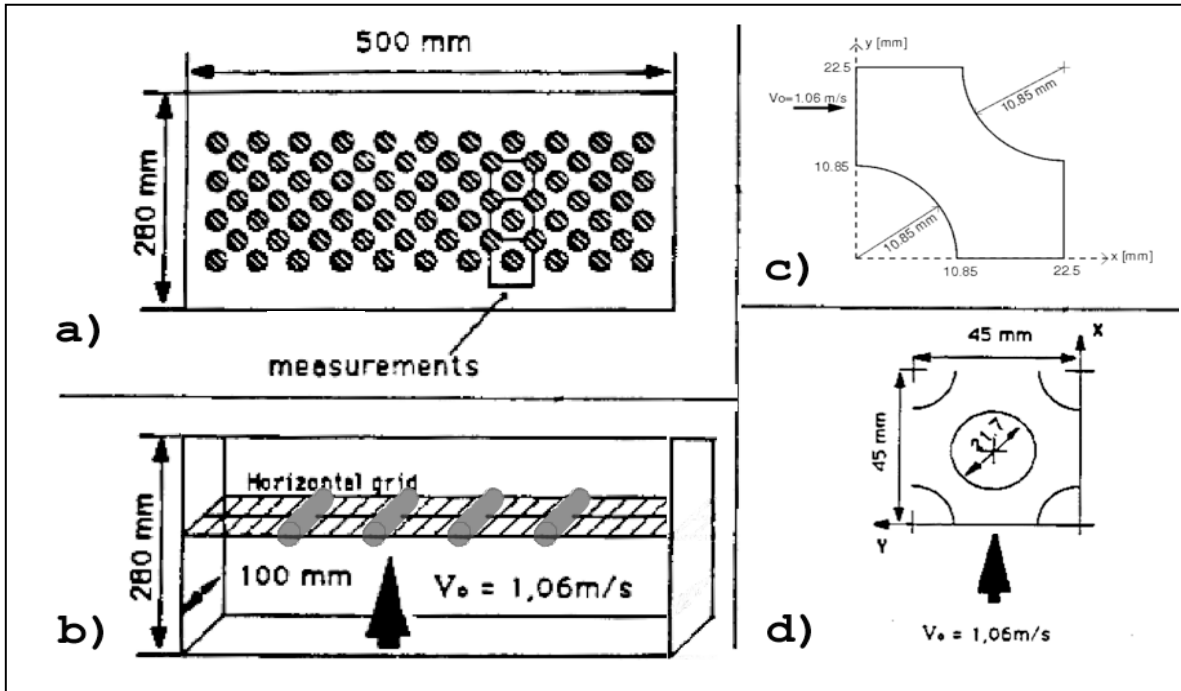 500 mm
280 mm
a)
measurements
Horizontal grid
280 mm
100 mm
V₀ = 1,06m/s
b)
y [mm]
22.5
Vo=1.06 m/s
10.85 mm
10.85
10.85 mm
c)
10.85
22.5
x [mm]
45 mm
X
45 mm
21.7
Y
d)
V₀ = 1,06m/s